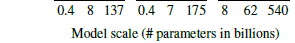 0.4 8 137 0.4 7 175 8 62 540
Model scale (# parameters in billions)